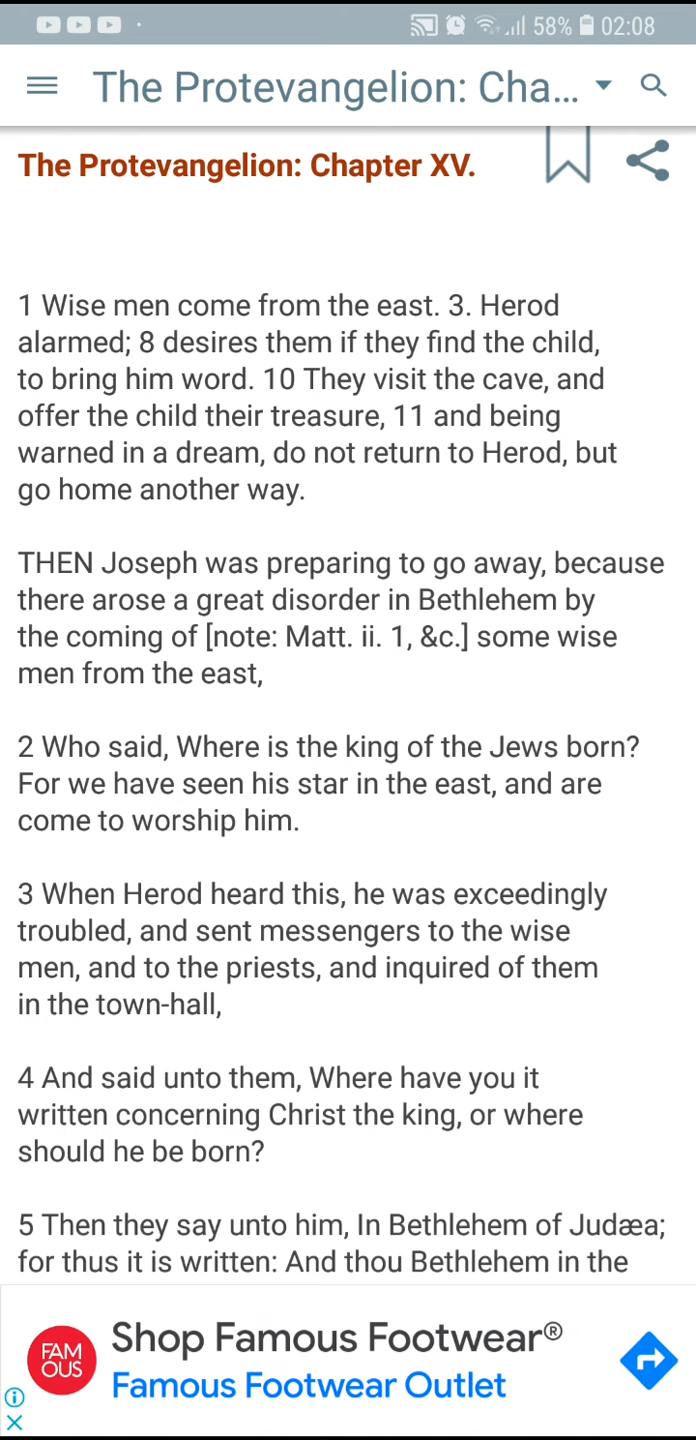 58% 02:08
The Protevangelion: Cha...
The Protevangelion: Chapter XV.
1 Wise men come from the east. 3. Herod
alarmed; 8 desires them if they find the child,
to bring him word. 10 They visit the cave, and
offer the child their treasure, 11 and being
warned in a dream, do not return to Herod, but
go home another way.
THEN Joseph was preparing to go away, because
there arose a great disorder in Bethlehem by
the coming of [note: Matt. ii. 1, &c.] some wise
men from the east,
2 Who said, Where is the king of the Jews born?
For we have seen his star in the east, and are
come to worship him.
3 When Herod heard this, he was exceedingly
troubled, and sent messengers to the wise
men, and to the priests, and inquired of them
in the town-hall,
4 And said unto them, Where have you it
written concerning Christ the king, or where
should he be born?
5 Then they say unto him, In Bethlehem of Judæa;
for thus it is written: And thou Bethlehem in the
FAM
OUS
Shop Famous Footwear®
Famous Footwear Outlet